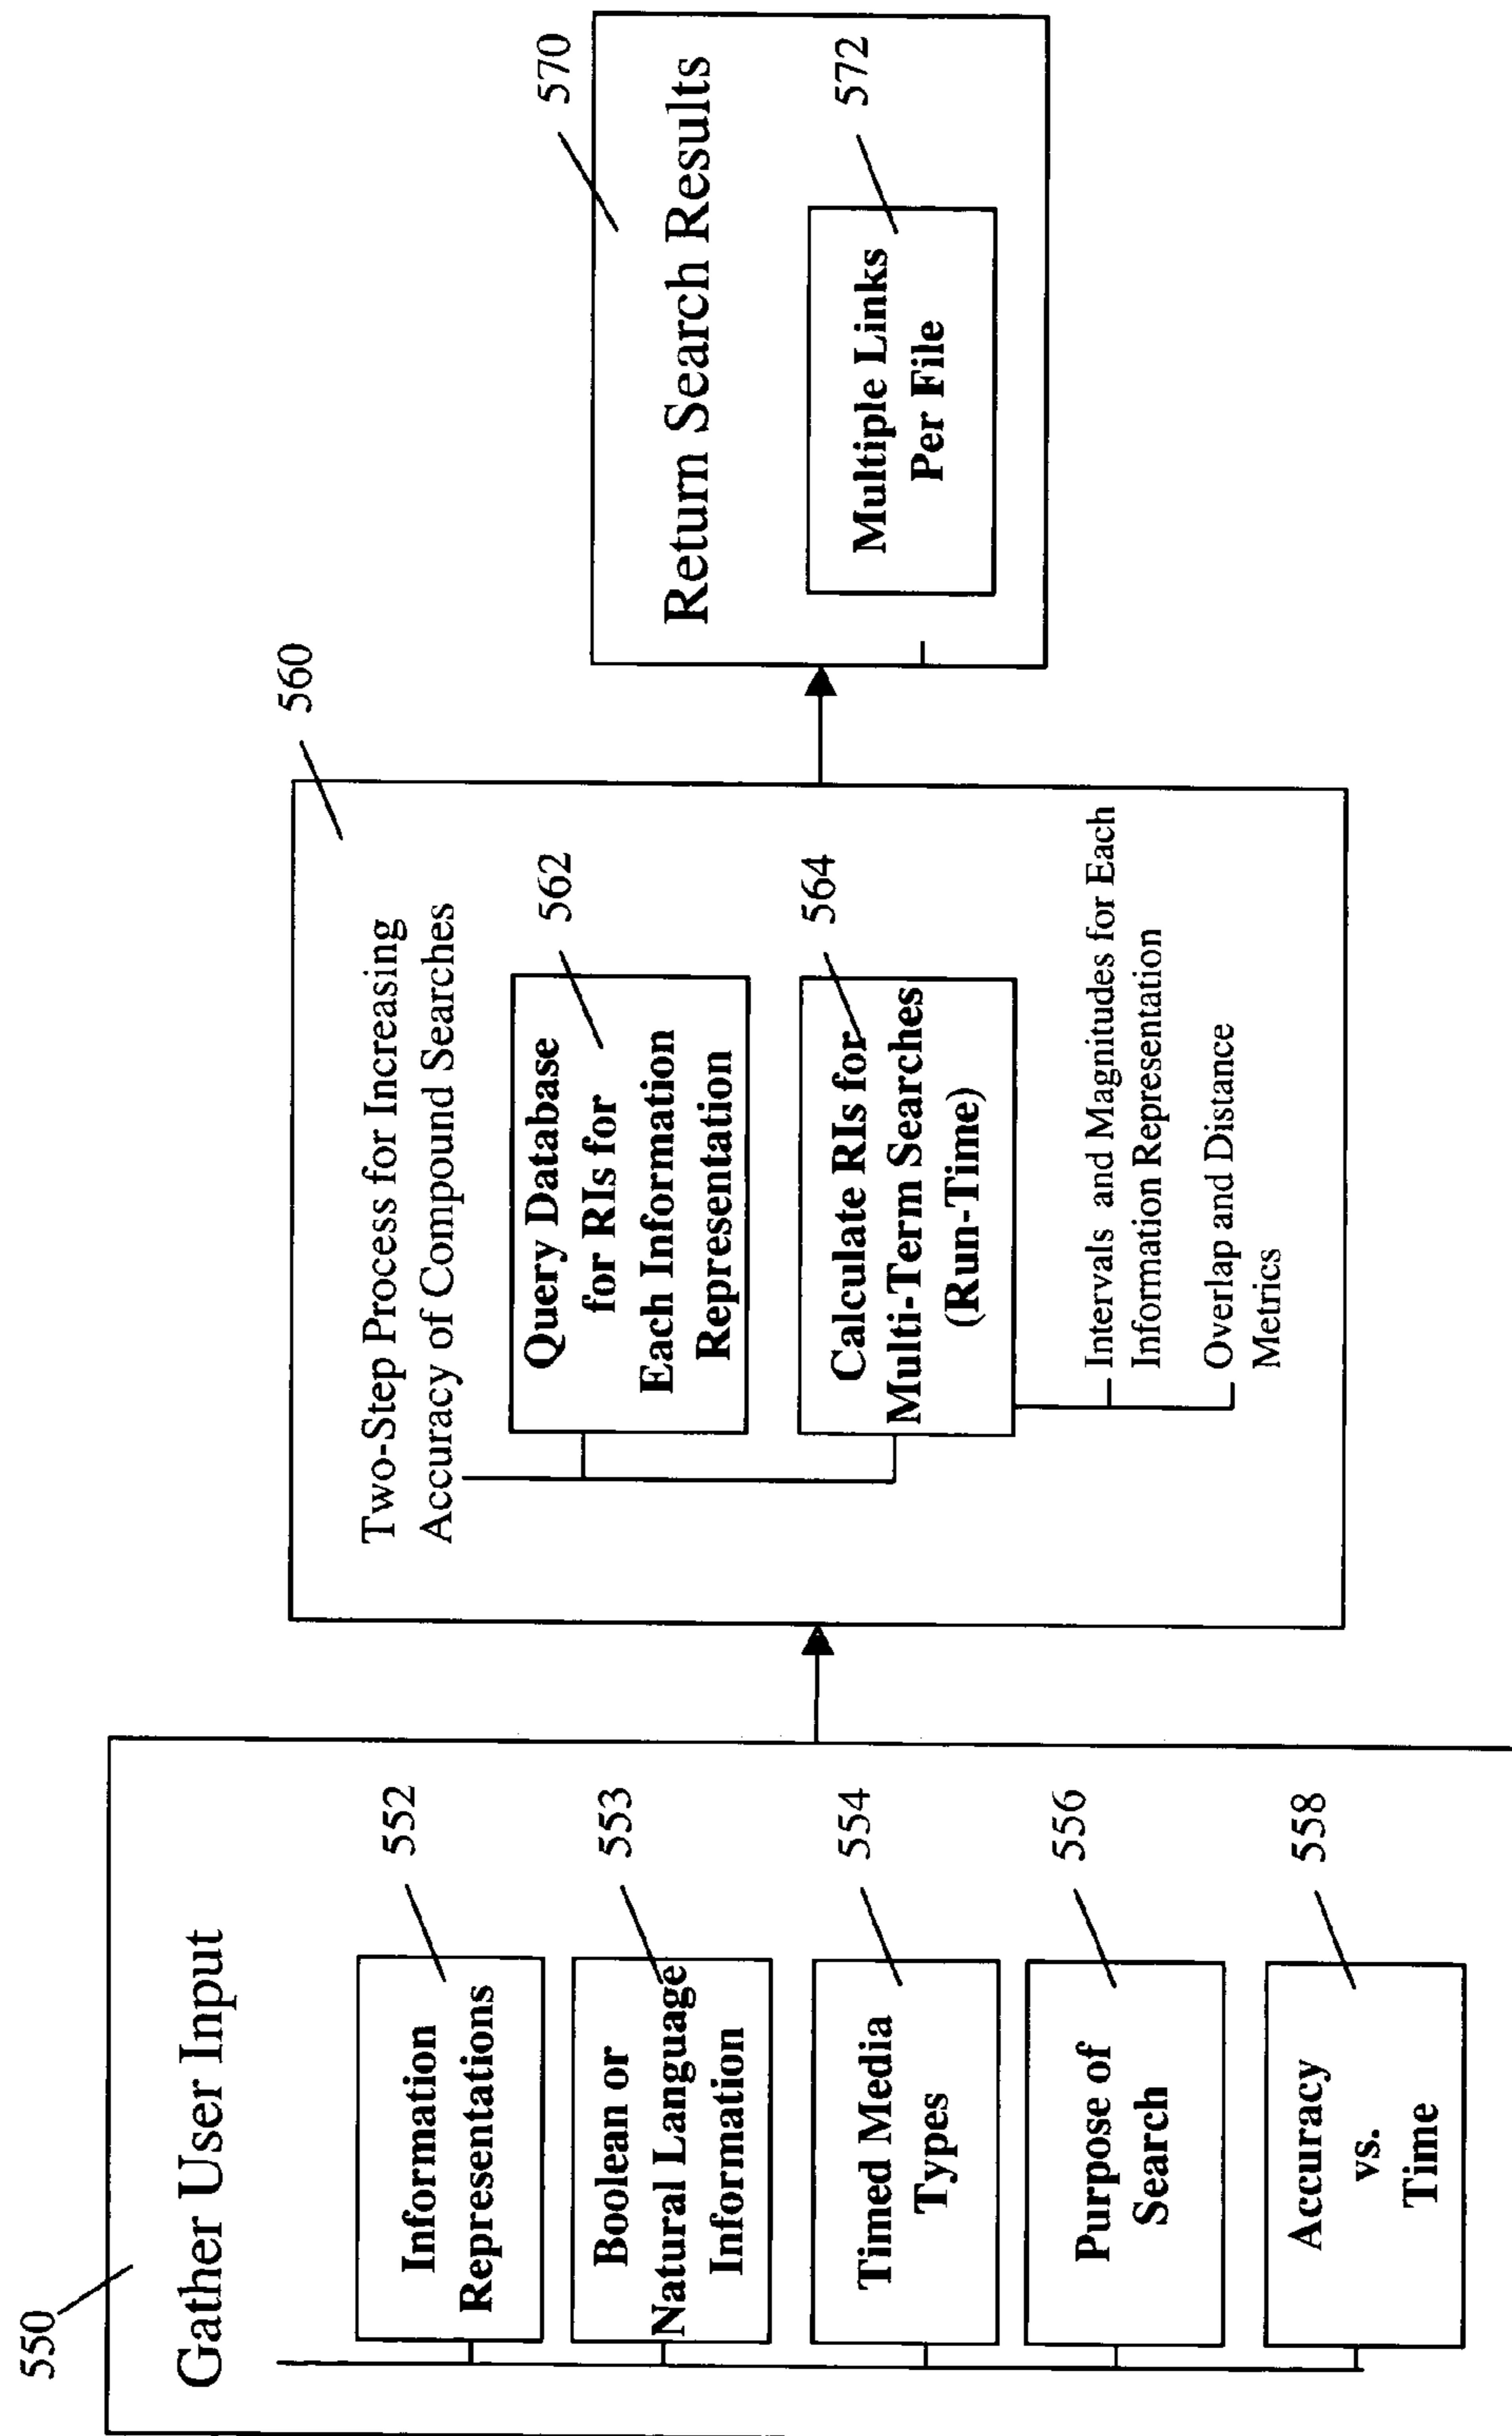 550
Gather User Input
552
Information
Representations
553
Boolean or
Natural Language
Information
554
Timed Media
Types
556
Purpose of
Search
558
Accuracy
vs.
Time
560
Two-Step Process for Increasing
Accuracy of Compound Searches
562
Query Database
for RIs for
Each Information
Representation
564
Calculate RIs for
Multi-Term Searches
(Run-Time)
Intervals and Magnitudes for Each
Information Representation
Overlap and Distance
Metrics
570
Return Search Results
572
Multiple Links
Per File